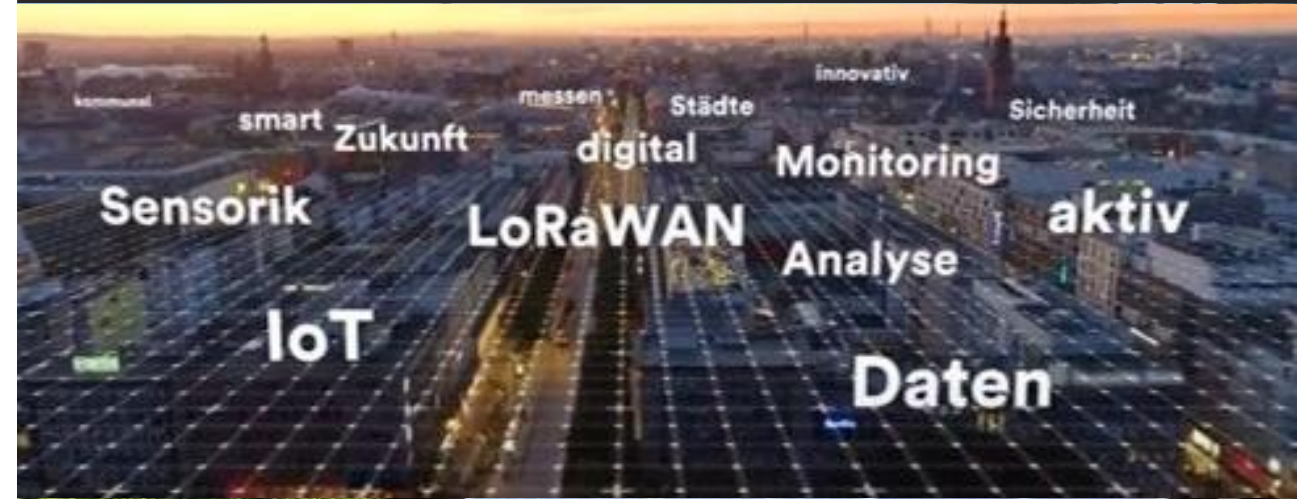 innovativ
kommunal
messen
Städte
Sicherheit
smart
Zukunft
digital
Monitoring
Sensorik
LoRaWAN
aktiv
Analyse
IoT
Daten